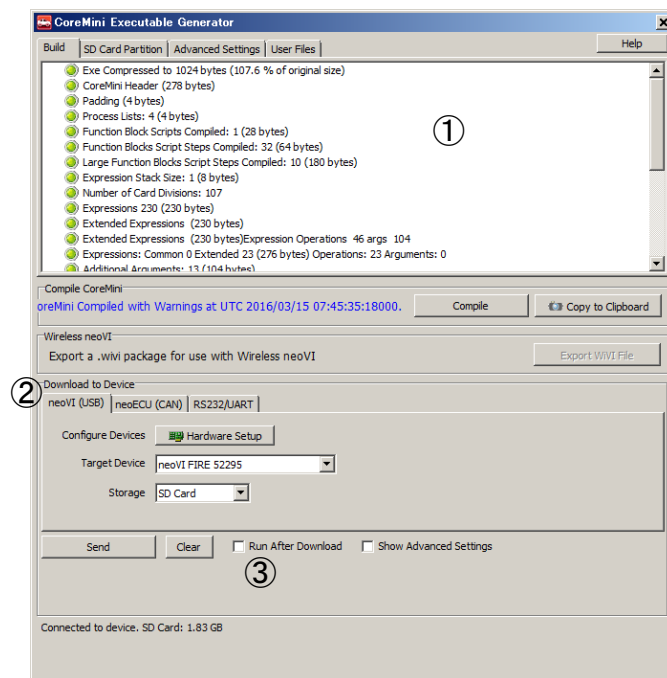 CoreMini Executable Generator
Build SD Card Partition Advanced Settings User Files Help
Exe Compressed to 1024 bytes (107.6 % of original size)
CoreMini Header (278 bytes)
Padding (4 bytes)
Process Lists: 4 (4 bytes)
Function Block Scripts Compiled: 1 (28 bytes)
Function Blocks Script Steps Compiled: 32 (64 bytes)
Large Function Blocks Script Steps Compiled: 10 (180 bytes)
Expression Stack Size: 1 (8 bytes)
Number of Card Divisions: 107
Expressions 230 (230 bytes)
Extended Expressions (230 bytes)
Extended Expressions (230 bytes)Expression Operations 46 args 104
Expressions: Common 0 Extended 23 (276 bytes) Operations: 23 Arguments: 0
Additional Arguments: 13 (104 bytes)
①
Compile CoreMini
oreMini Compiled with Warnings at UTC 2016/03/15 07:45:35:18000. Compile Copy to Clipboard
Wireless neoVI
Export a .wivi package for use with Wireless neoVI Export WiVI File
Download to Device
② neoVI (USB) neoECU (CAN) RS232/UART
Configure Devices Hardware Setup
Target Device neoVI FIRE 52295
Storage SD Card
Send Clear Run After Download Show Advanced Settings
③
Connected to device. SD Card: 1.83 GB